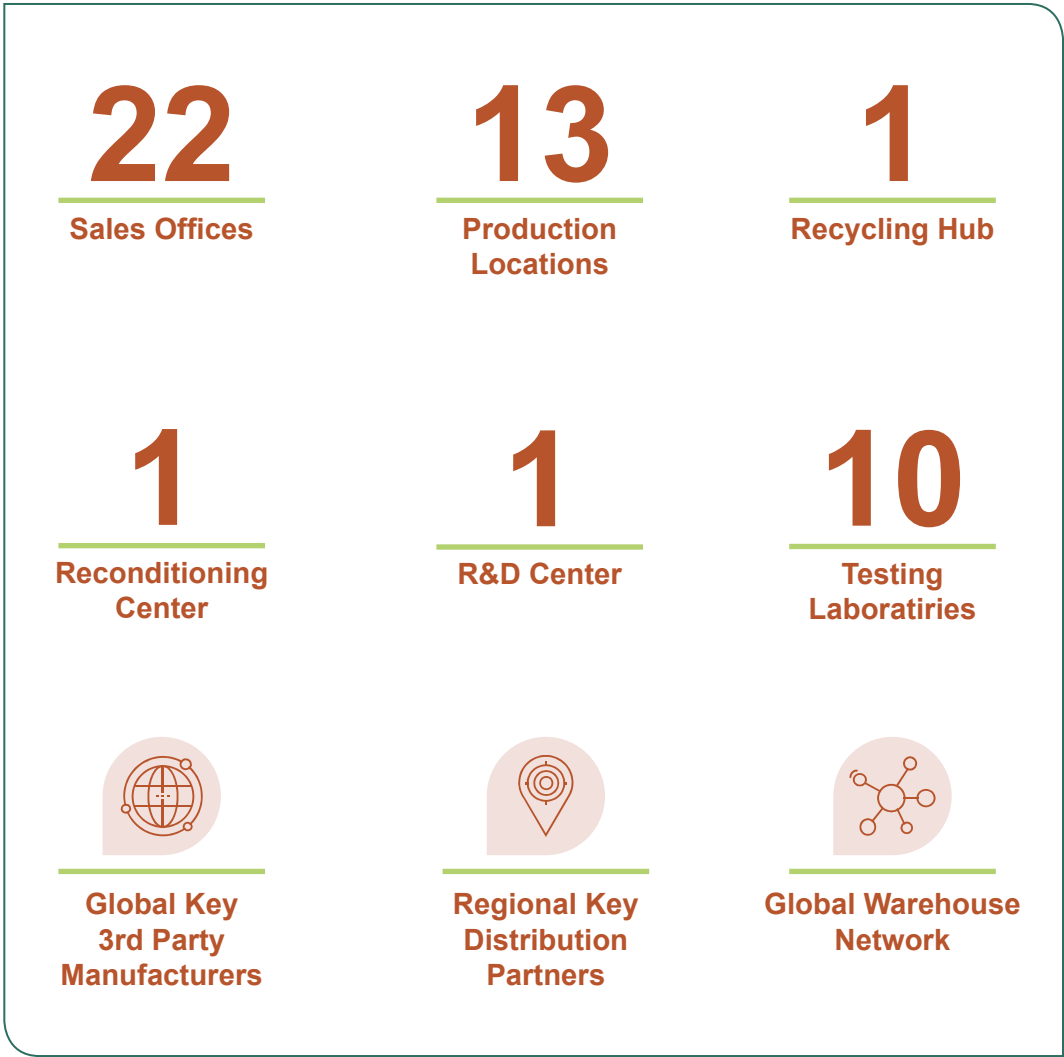 22
Sales Offices
13
Production
Locations
1
Recycling Hub
1
Reconditioning
Center
1
R&D Center
10
Testing
Laboratiries
Global Key
3rd Party
Manufacturers
Regional Key
Distribution
Partners
Global Warehouse
Network